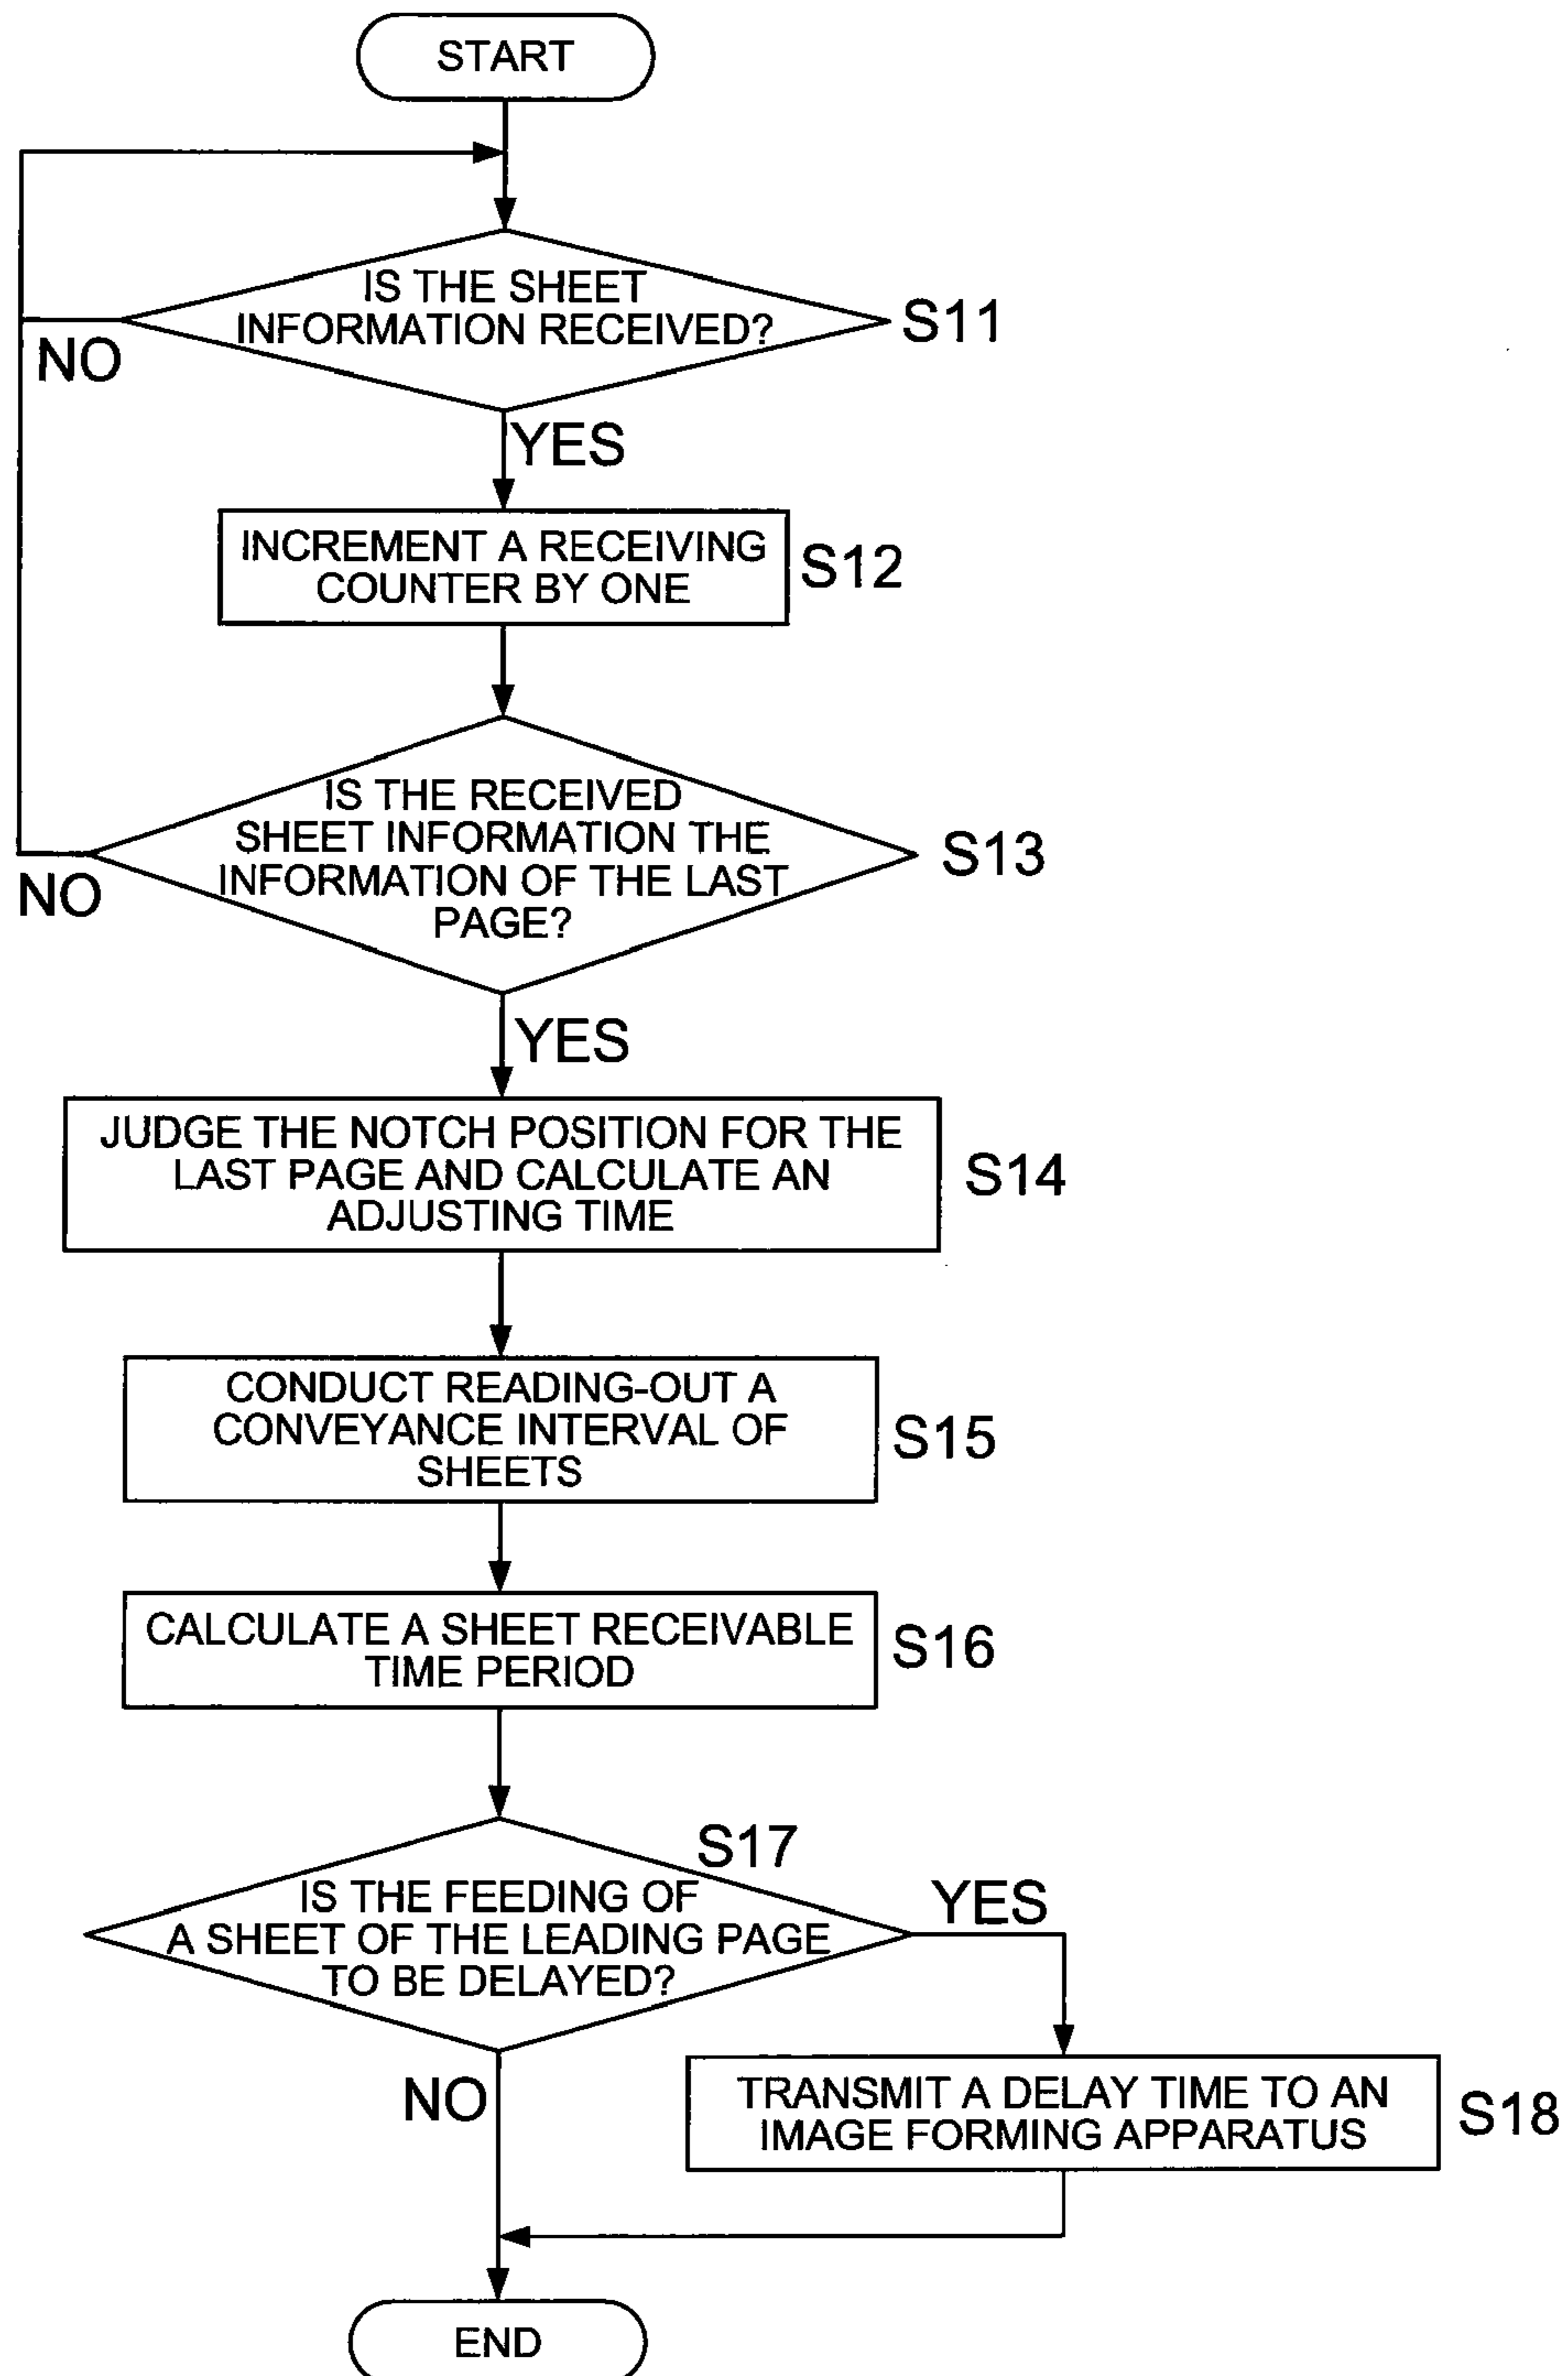 START
IS THE SHEET
INFORMATION RECEIVED?
S11
NO
YES
INCREMENT A RECEIVING
COUNTER BY ONE
S12
IS THE RECEIVED
SHEET INFORMATION THE
INFORMATION OF THE LAST
PAGE?
S13
NO
YES
JUDGE THE NOTCH POSITION FOR THE
LAST PAGE AND CALCULATE AN
ADJUSTING TIME
S14
CONDUCT READING-OUT A
CONVEYANCE INTERVAL OF
SHEETS
S15
CALCULATE A SHEET RECEIVABLE
TIME PERIOD
S16
S17
IS THE FEEDING OF
A SHEET OF THE LEADING PAGE
TO BE DELAYED?
YES
NO
TRANSMIT A DELAY TIME TO AN
IMAGE FORMING APPARATUS
S18
END